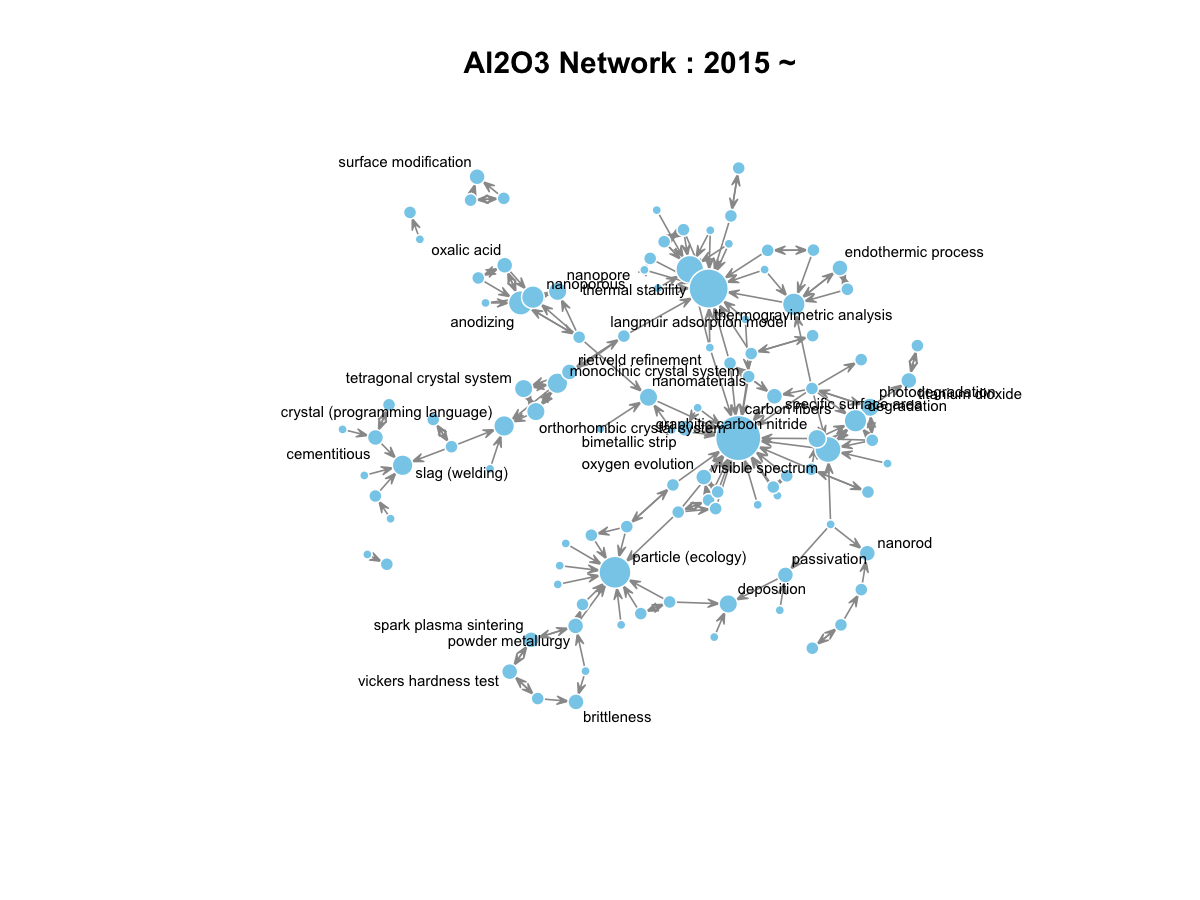 Al2O3 Network : 2015 ~
surface modification
oxalic acid
endothermic process
nanopore
nanoporous
thermal stability
thermogravimetric analysis
anodizing
langmuir adsorption model
rietveld refinement
monoclinic crystal system
tetragonal crystal system
nanomaterials
photodegradation
titanium dioxide
specific surface area
degradation
carbon fibers
crystal (programming language)
graphitic carbon nitride
orthorhombic crystal system
bimetallic strip
cementitious
oxygen evolution
visible spectrum
slag (welding)
nanorod
particle (ecology)
passivation
deposition
spark plasma sintering
powder metallurgy
vickers hardness test
brittleness